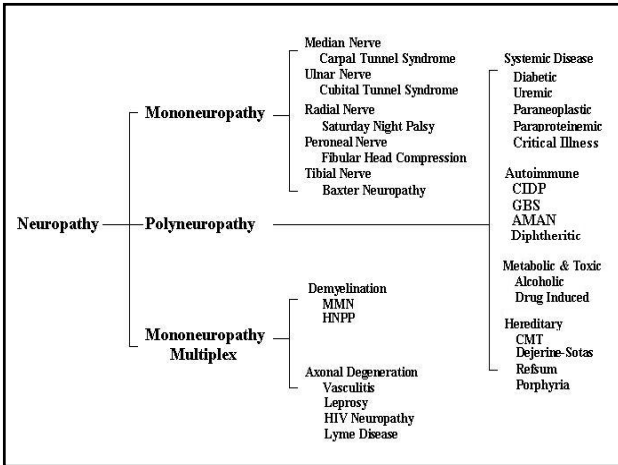 Neuropathy
Mononeuropathy
Median Nerve
Carpal Tunnel Syndrome
Ulnar Nerve
Cubital Tunnel Syndrome
Radial Nerve
Saturday Night Palsy
Peroneal Nerve
Fibular Head Compression
Tibial Nerve
Baxter Neuropathy
Polyneuropathy
Systemic Disease
Diabetic
Uremic
Paraneoplastic
Paraproteinemic
Critical Illness
Autoimmune
CIDP
GBS
AMAN
Diphtheritic
Metabolic & Toxic
Alcoholic
Drug Induced
Hereditary
CMT
Dejerine-Sotas
Refsum
Porphyria
Mononeuropathy
Multiplex
Demyelination
MMN
HNPP
Axonal Degeneration
Vasculitis
Leprosy
HIV Neuropathy
Lyme Disease